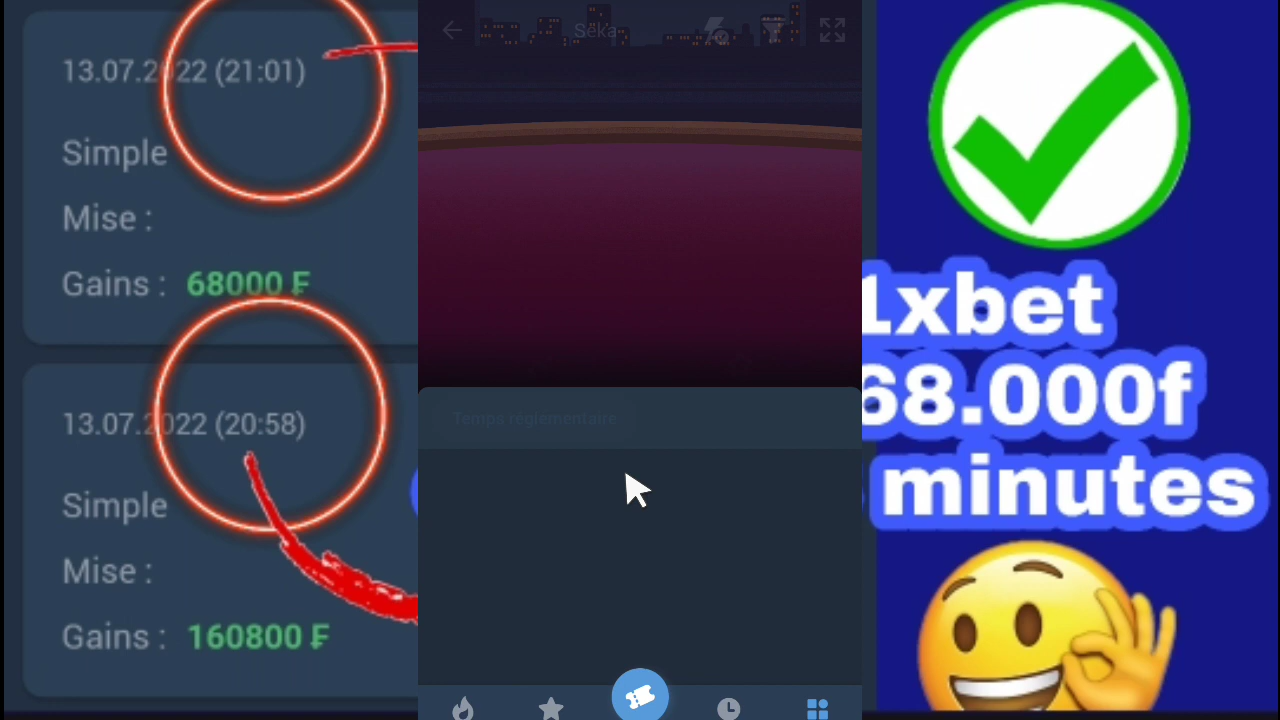 13.07.2022 (21:01)
Simple
Mise :
Gains : 68000 ₣
13.07.2022 (20:58)
Simple
Mise :
Gains : 160800 ₣
Sëka
Temps réglementaire
1xbet
68.000f
minutes